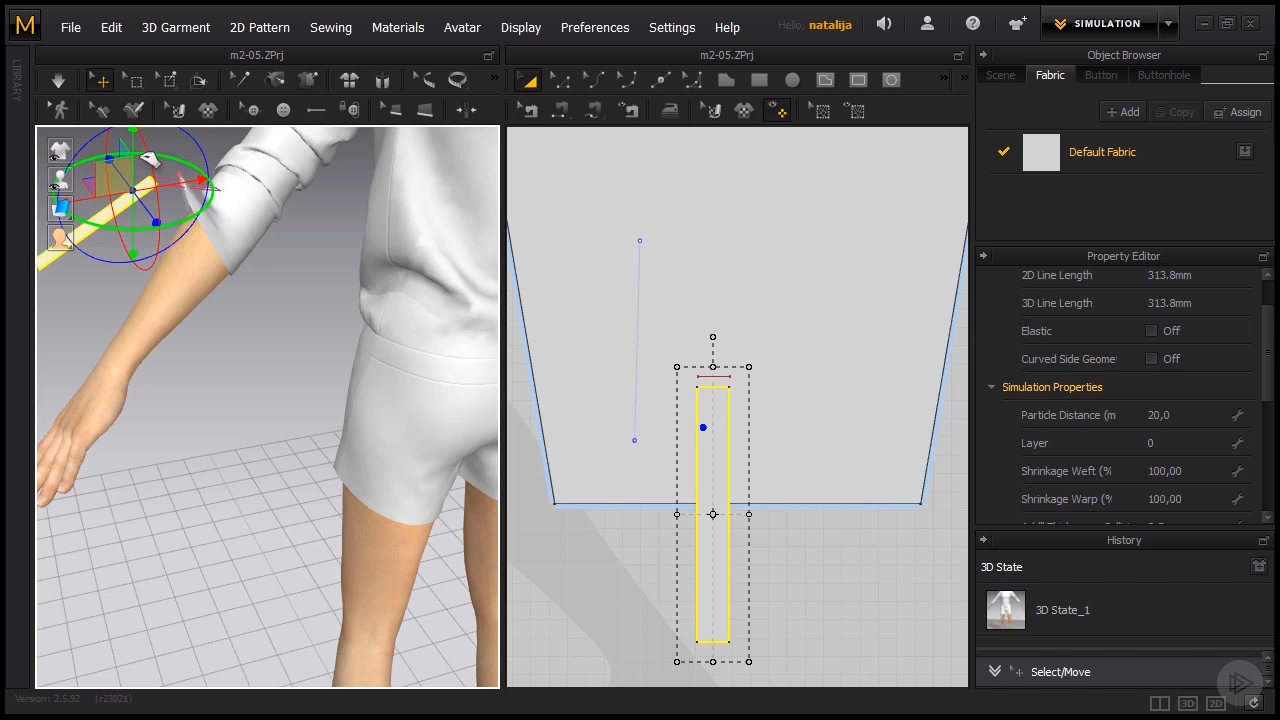 M File Edit 3D Garment 2D Pattern Sewing Materials Avatar Display Preferences Settings Help Hello, natalija SIMULATION
m2-05.ZPrj m2-05.ZPrj Object Browser
LIBRARY
Scene Fabric Button Buttonhole
Add Copy Assign
Default Fabric
Property Editor
2D Line Length 313.8mm
3D Line Length 313.8mm
Elastic Off
Curved Side Geome Off
Simulation Properties
Particle Distance (m 20,0
Layer 0
Shrinkage Weft (% 100,00
Shrinkage Warp (% 100,00
History
3D State
3D State_1
Select/Move
Version: 2.5.92 (r23021)
3D 2D